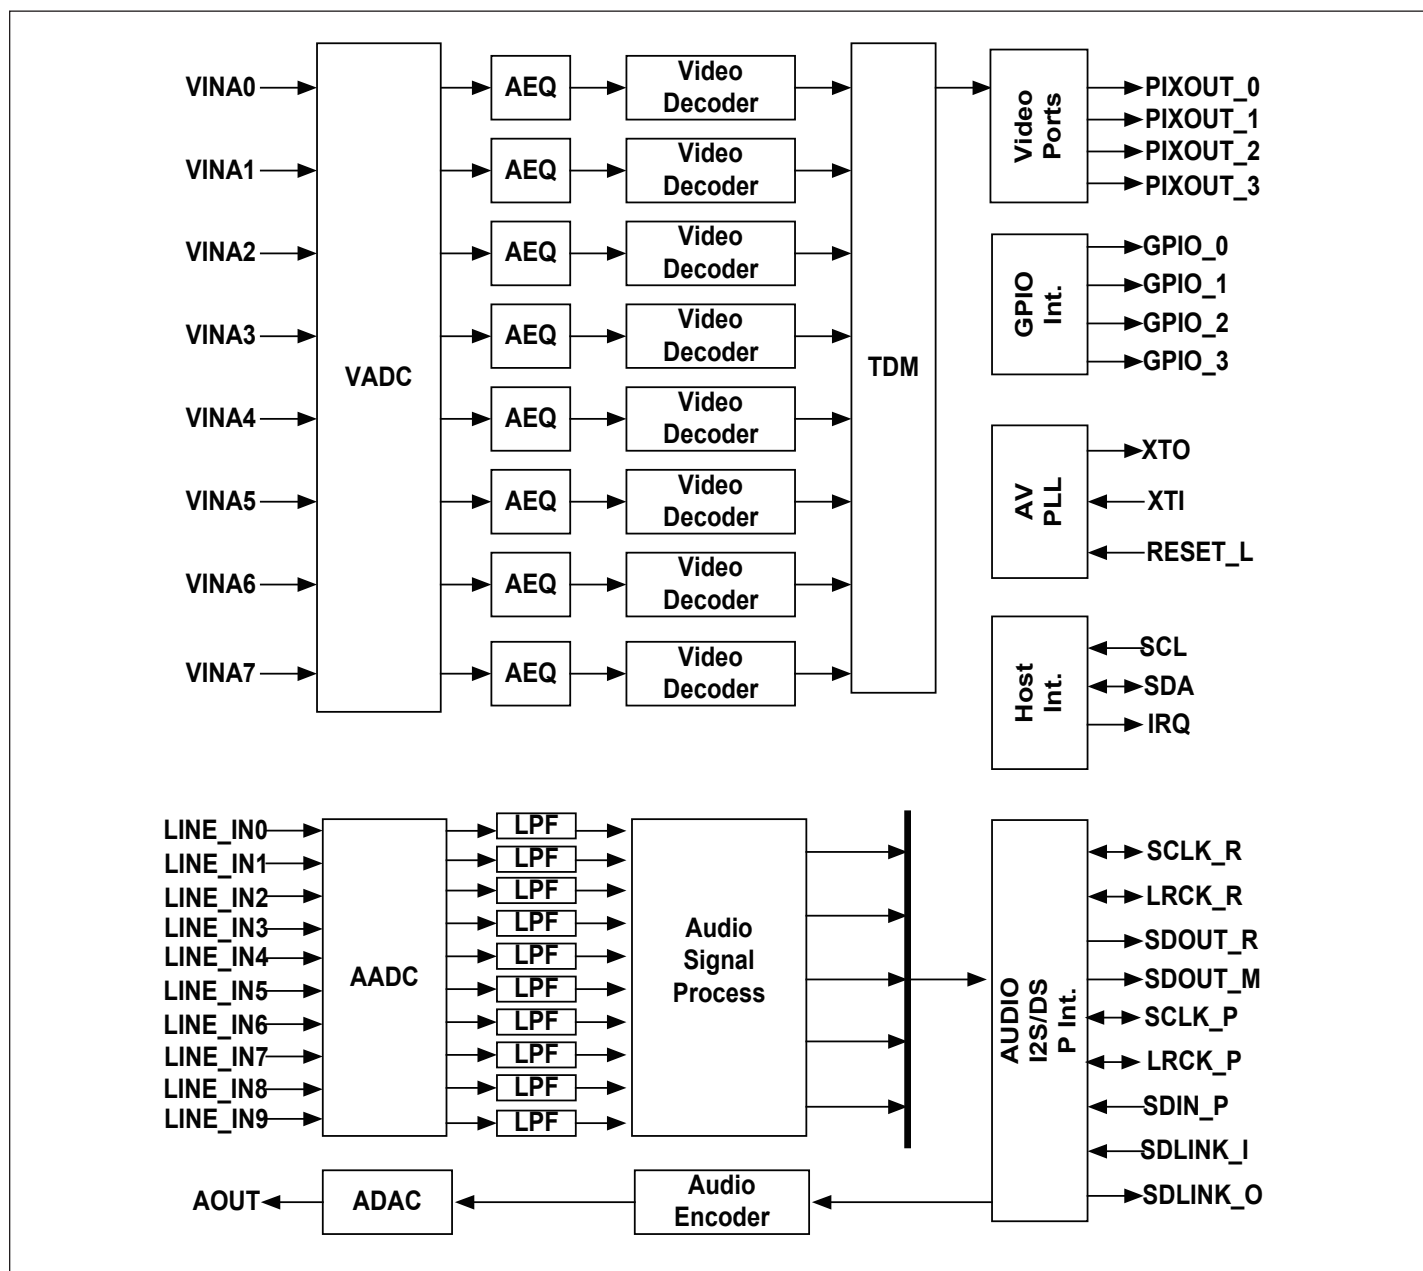 VINA0
VINA1
VINA2
VINA3
VINA4
VINA5
VINA6
VINA7
VADC
AEQ
AEQ
AEQ
AEQ
AEQ
AEQ
AEQ
AEQ
Video
Decoder
Video
Decoder
Video
Decoder
Video
Decoder
Video
Decoder
Video
Decoder
Video
Decoder
Video
Decoder
TDM
Video
Ports
PIXOUT_0
PIXOUT_1
PIXOUT_2
PIXOUT_3
GPIO
Int.
GPIO_0
GPIO_1
GPIO_2
GPIO_3
AV
PLL
XTO
XTI
RESET_L
Host
Int.
SCL
SDA
IRQ
LINE_IN0
LINE_IN1
LINE_IN2
LINE_IN3
LINE_IN4
LINE_IN5
LINE_IN6
LINE_IN7
LINE_IN8
LINE_IN9
AADC
LPF
LPF
LPF
LPF
LPF
LPF
LPF
LPF
LPF
LPF
Audio
Signal
Process
AUDIO
I2S/DS
P Int.
SCLK_R
LRCK_R
SDOUT_R
SDOUT_M
SCLK_P
LRCK_P
SDIN_P
SDLINK_I
SDLINK_O
AOUT
ADAC
Audio
Encoder